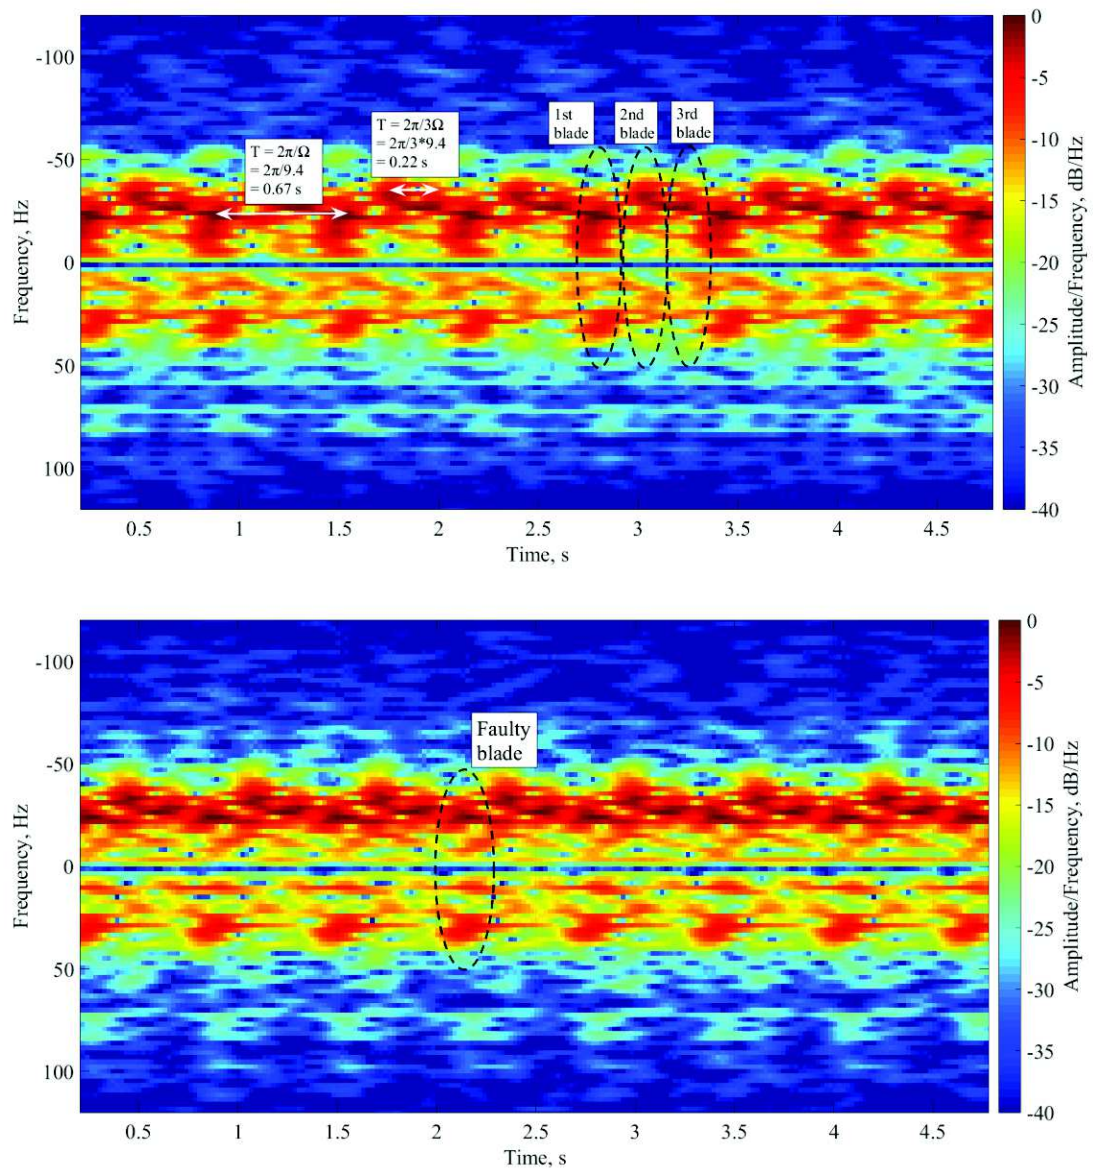 -100
-50
0
50
100
Frequency, Hz
T = 2π/Ω
= 2π/9.4
= 0.67 s
T = 2π/3Ω
= 2π/3*9.4
= 0.22 s
1st
blade
2nd
blade
3rd
blade
0.5 1 1.5 2 2.5 3 3.5 4 4.5
Time, s
0
-5
-10
-15
-20
-25
-30
-35
-40
Amplitude/Frequency, dB/Hz
-100
-50
0
50
100
Frequency, Hz
Faulty
blade
0.5 1 1.5 2 2.5 3 3.5 4 4.5
Time, s
0
-5
-10
-15
-20
-25
-30
-35
-40
Amplitude/Frequency, dB/Hz